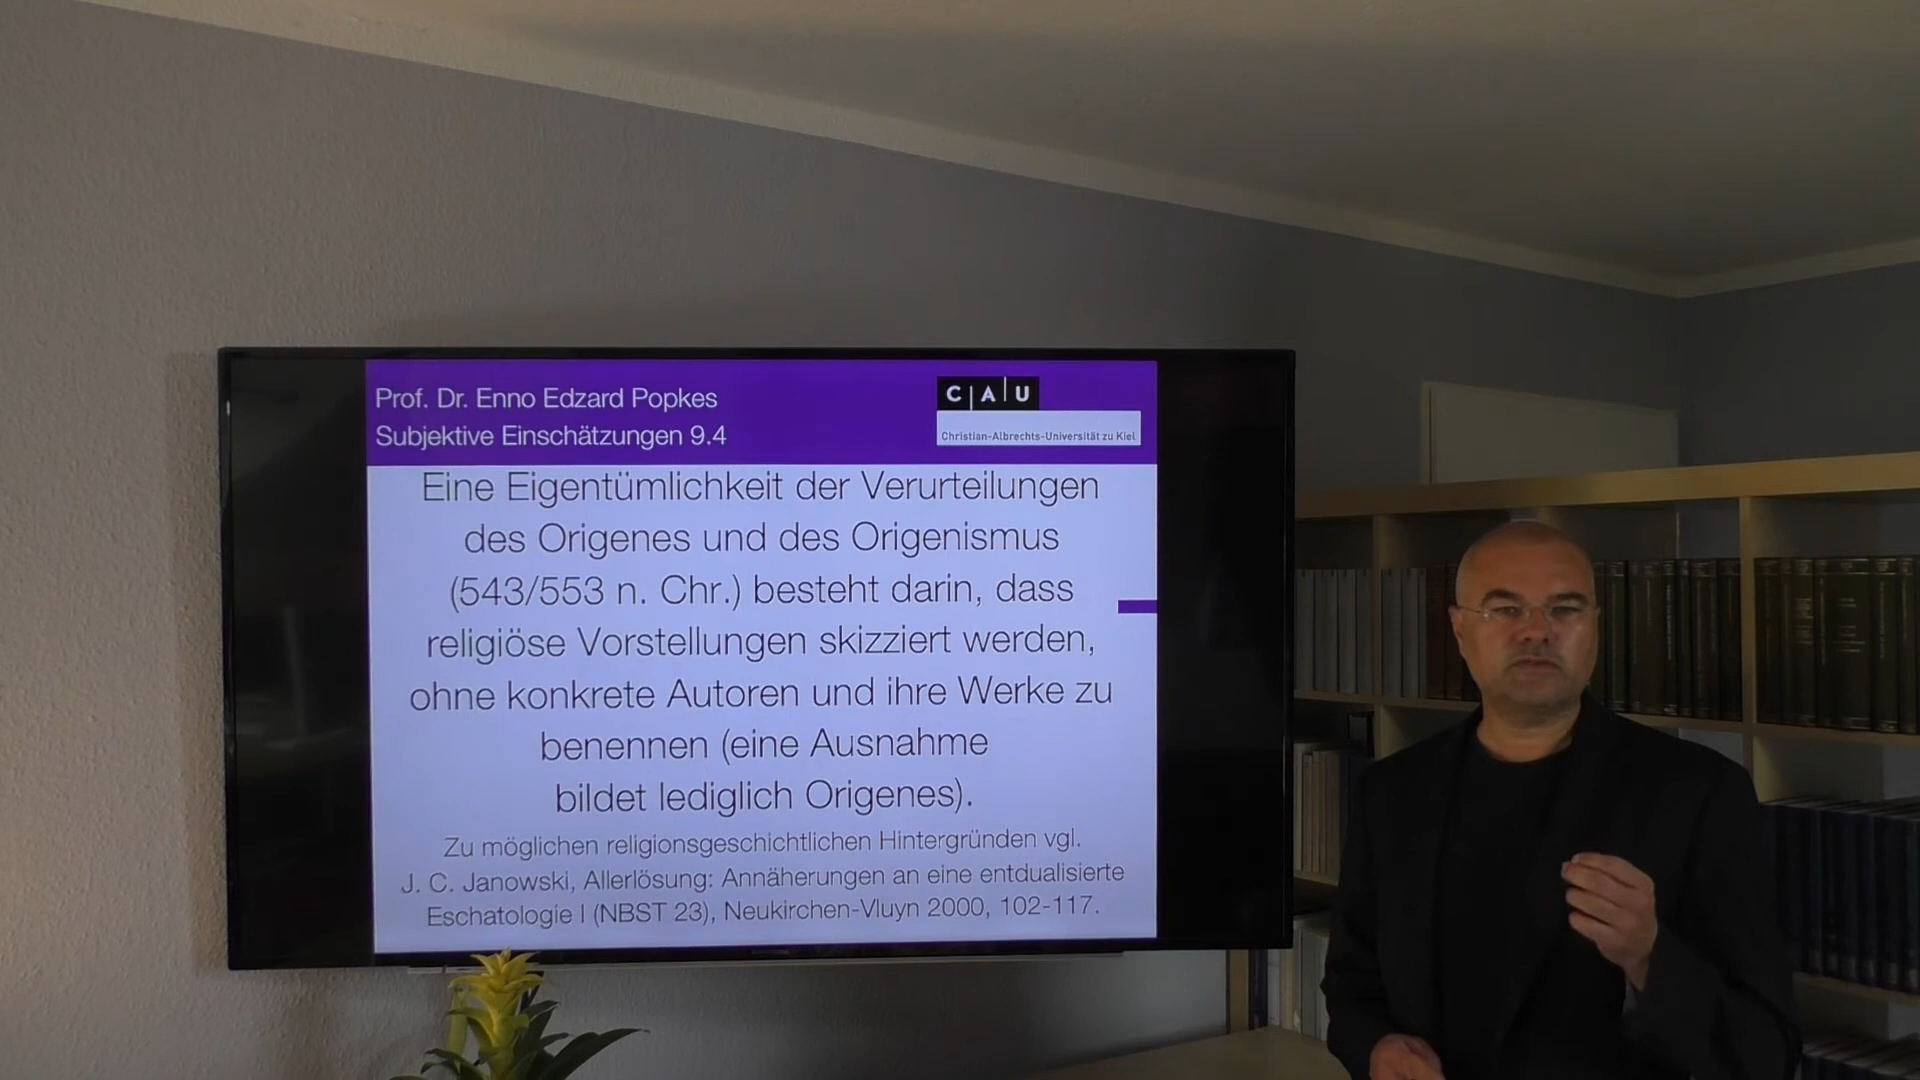 Prof. Dr. Enno Edzard Popkes
Subjektive Einschätzungen 9.4
C|A|U
Christian-Albrechts-Universität zu Kiel
Eine Eigentümlichkeit der Verurteilungen
des Origenes und des Origenismus
(543/553 n. Chr.) besteht darin, dass
religiöse Vorstellungen skizziert werden,
ohne konkrete Autoren und ihre Werke zu
benennen (eine Ausnahme
bildet lediglich Origenes).
Zu möglichen religionsgeschichtlichen Hintergründen vgl.
J. C. Janowski, Allerlösung: Annäherungen an eine entdualisierte
Eschatologie I (NBST 23), Neukirchen-Vluyn 2000, 102-117.